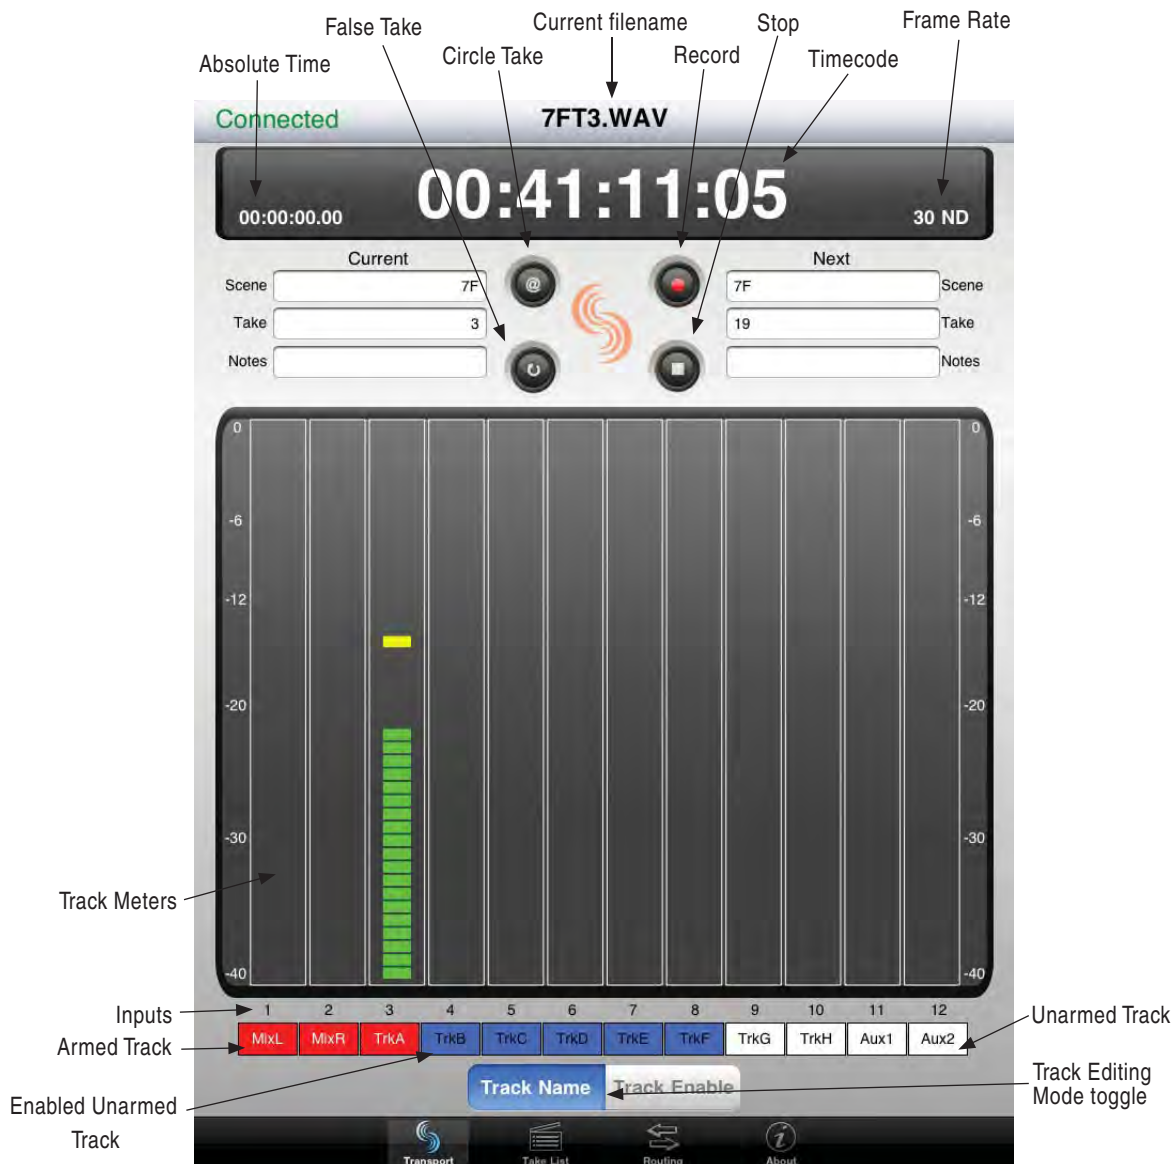 Current filename
Stop
Frame Rate
False Take
Circle Take
Record
Timecode
Absolute Time
Connected
7FT3.WAV
00:00:00.00
00:41:11:05
30 ND
Current
Next
Scene
7F
@
7F
Scene
Take
3
19
Take
Notes
Notes
0
0
-6
-6
-12
-12
-20
-20
-30
-30
Track Meters
-40
-40
Inputs
1 2 3 4 5 6 7 8 9 10 11 12
Unarmed Track
Armed Track
MixL MixR TrkA TrkB TrkC TrkD TrkE TrkF TrkG TrkH Aux1 Aux2
Track Name
Track Enable
Track Editing
Mode toggle
Enabled Unarmed
Track
Transport
Take List
Routing
About